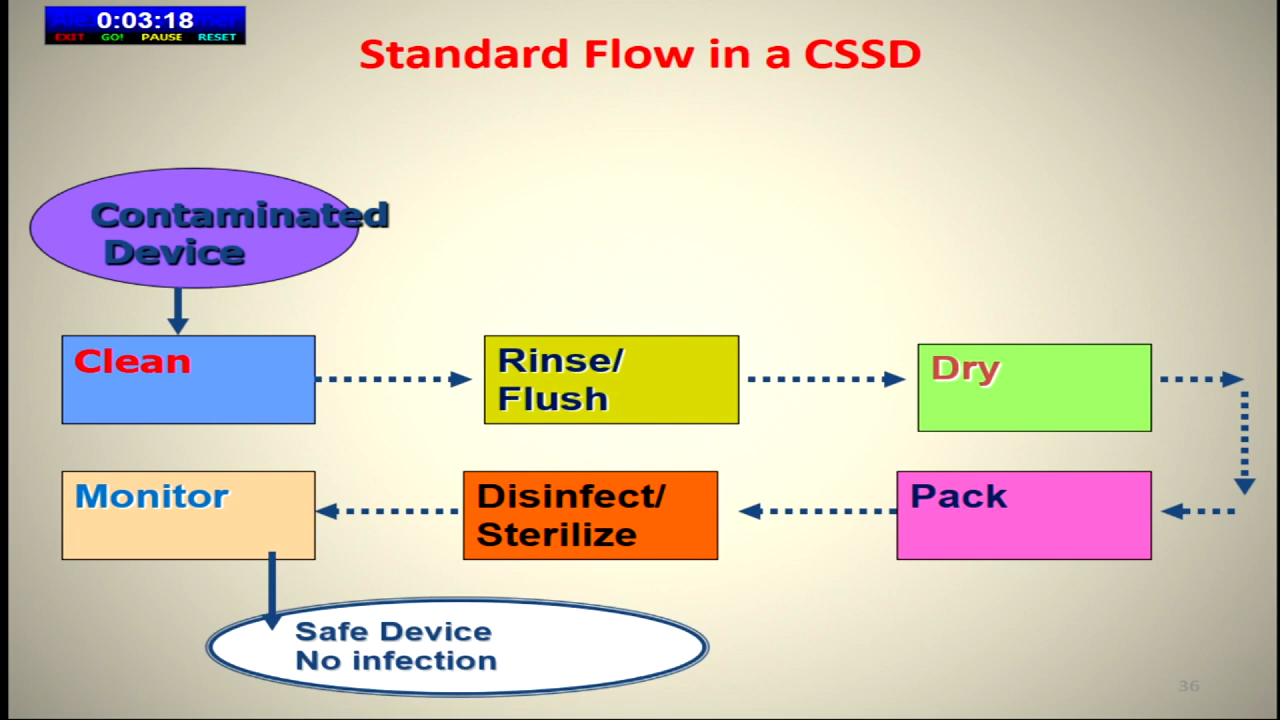 0:03:18
EXIT GO! PAUSE RESET
Standard Flow in a CSSD
Contaminated
Device
Clean
Rinse/
Flush
Dry
Monitor
Disinfect/
Sterilize
Pack
Safe Device
No infection
36